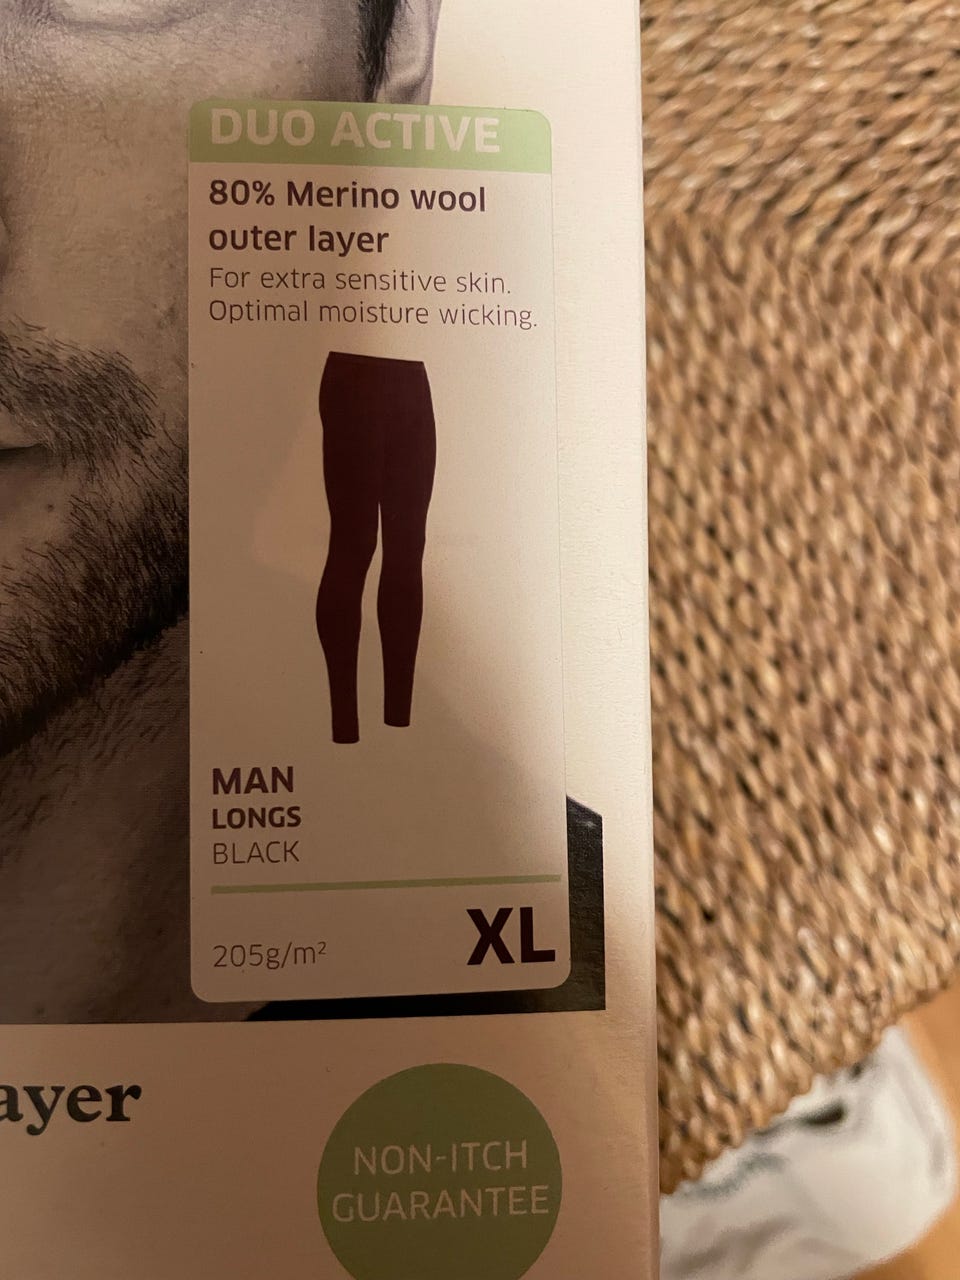 DUO ACTIVE
80% Merino wool
outer layer
For extra sensitive skin.
Optimal moisture wicking.
MAN
LONGS
BLACK
205g/m²
XL
ayer
NON-ITCH
GUARANTEE